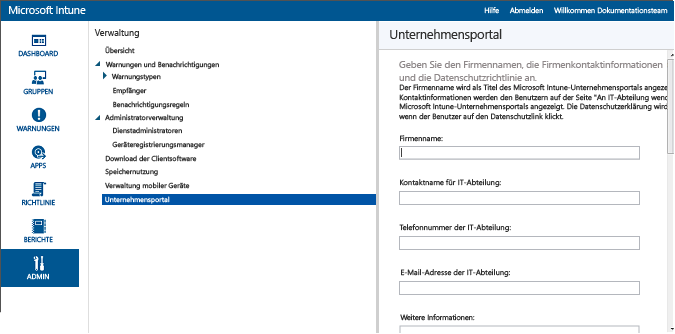 Microsoft Intune
Hilfe Abmelden Willkommen Dokumentationsteam
DASHBOARD
GRUPPEN
WARNUNGEN
APPS
RICHTLINIE
BERICHTE
ADMIN
Verwaltung
Übersicht
Warnungen und Benachrichtigungen
Warnungstypen
Empfänger
Benachrichtigungsregeln
Administratorverwaltung
Dienstadministratoren
Geräteregistrierungsmanager
Download der Clientsoftware
Speichernutzung
Verwaltung mobiler Geräte
Unternehmensportal
Unternehmensportal
Geben Sie den Firmennamen, die Firmenkontaktinformationen
und die Datenschutzrichtlinie an.
Der Firmenname wird als Titel des Microsoft Intune-Unternehmensportals angeze
Kontaktinformationen werden den Benutzern auf der Seite "An IT-Abteilung wend
Microsoft Intune-Unternehmensportals angezeigt. Die Datenschutzerklärung wird
wenn der Benutzer auf den Datenschutzlink klickt.
Firmenname:
Kontaktname für IT-Abteilung:
Telefonnummer der IT-Abteilung:
E-Mail-Adresse der IT-Abteilung:
Weitere Informationen: